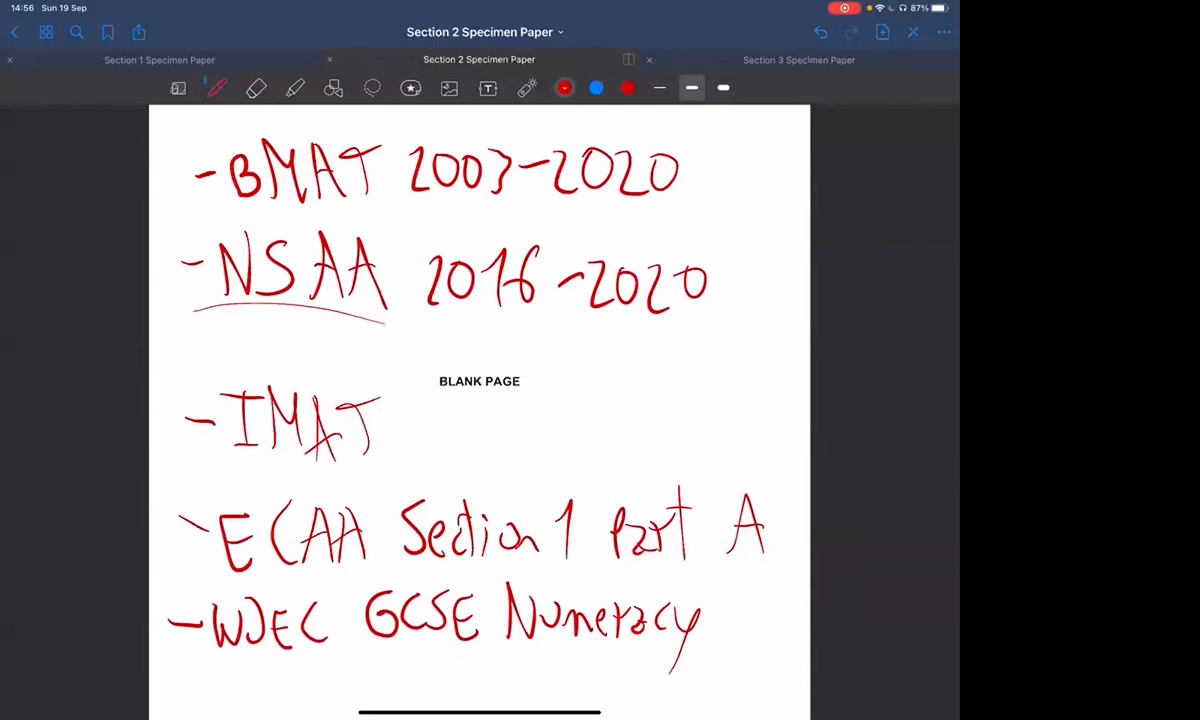 14:56 Sun 19 Sep 87%
Section 2 Specimen Paper
Section 1 Specimen Paper Section 2 Specimen Paper Section 3 Specimen Paper
-BMAT 2003-2020
-NSAA 2016-2020
BLANK PAGE
-IMAT
-ECAA Section 1 Part A
-WJEC GCSE Numeracy